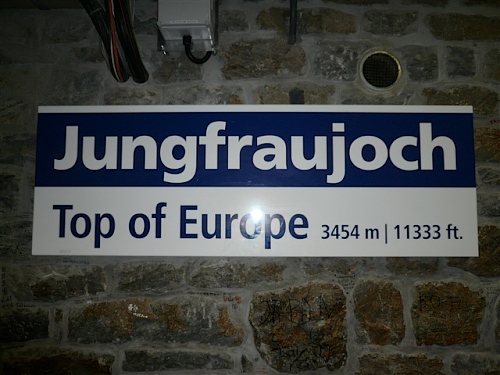 Jungfraujoch
Top of Europe 3454 m | 11333 ft.